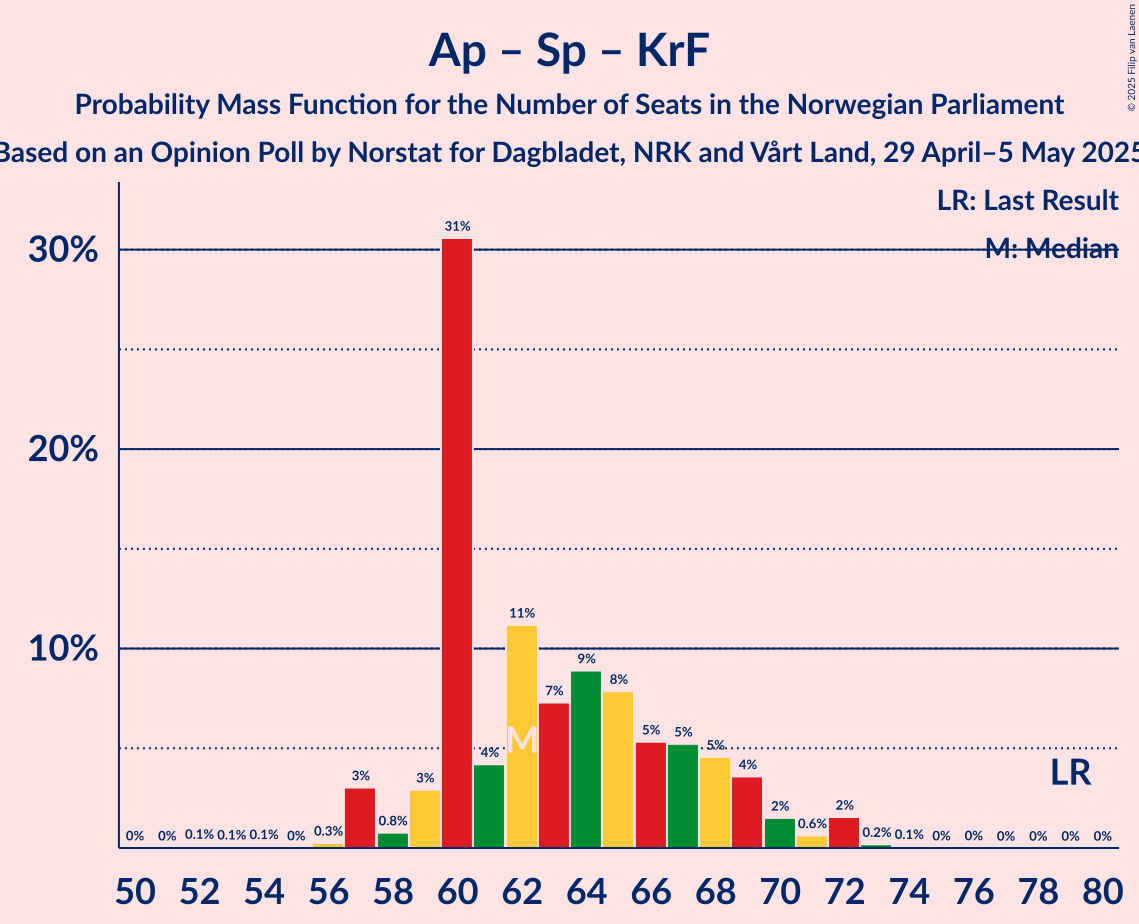 Ap – Sp – KrF
Probability Mass Function for the Number of Seats in the Norwegian Parliament
Based on an Opinion Poll by Norstat for Dagbladet, NRK and Vårt Land, 29 April–5 May 2025
© 2025 Filip van Laenen
LR: Last Result
M: Median
30%
20%
10%
0% 0% 0.1% 0.1% 0.1% 0% 0.3% 3% 0.8% 3% 31% 4% 11% 7% 9% 8% 5% 5% 5% 4% 2% 0.6% 2% 0.2% 0.1% 0% 0% 0% 0% 0% 0%
M
LR
50 52 54 56 58 60 62 64 66 68 70 72 74 76 78 80